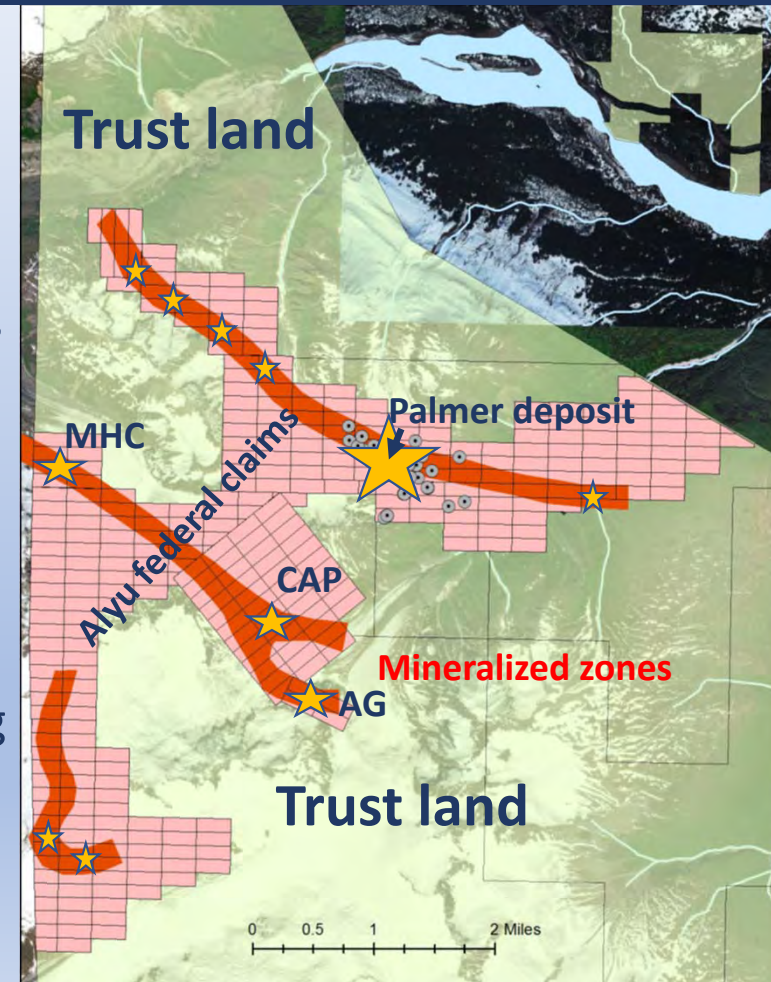 Trust land
Palmer deposit
MHC
Alyu federal claims
CAP
Mineralized zones
AG
g
Trust land
0 0.5 1 2 Miles